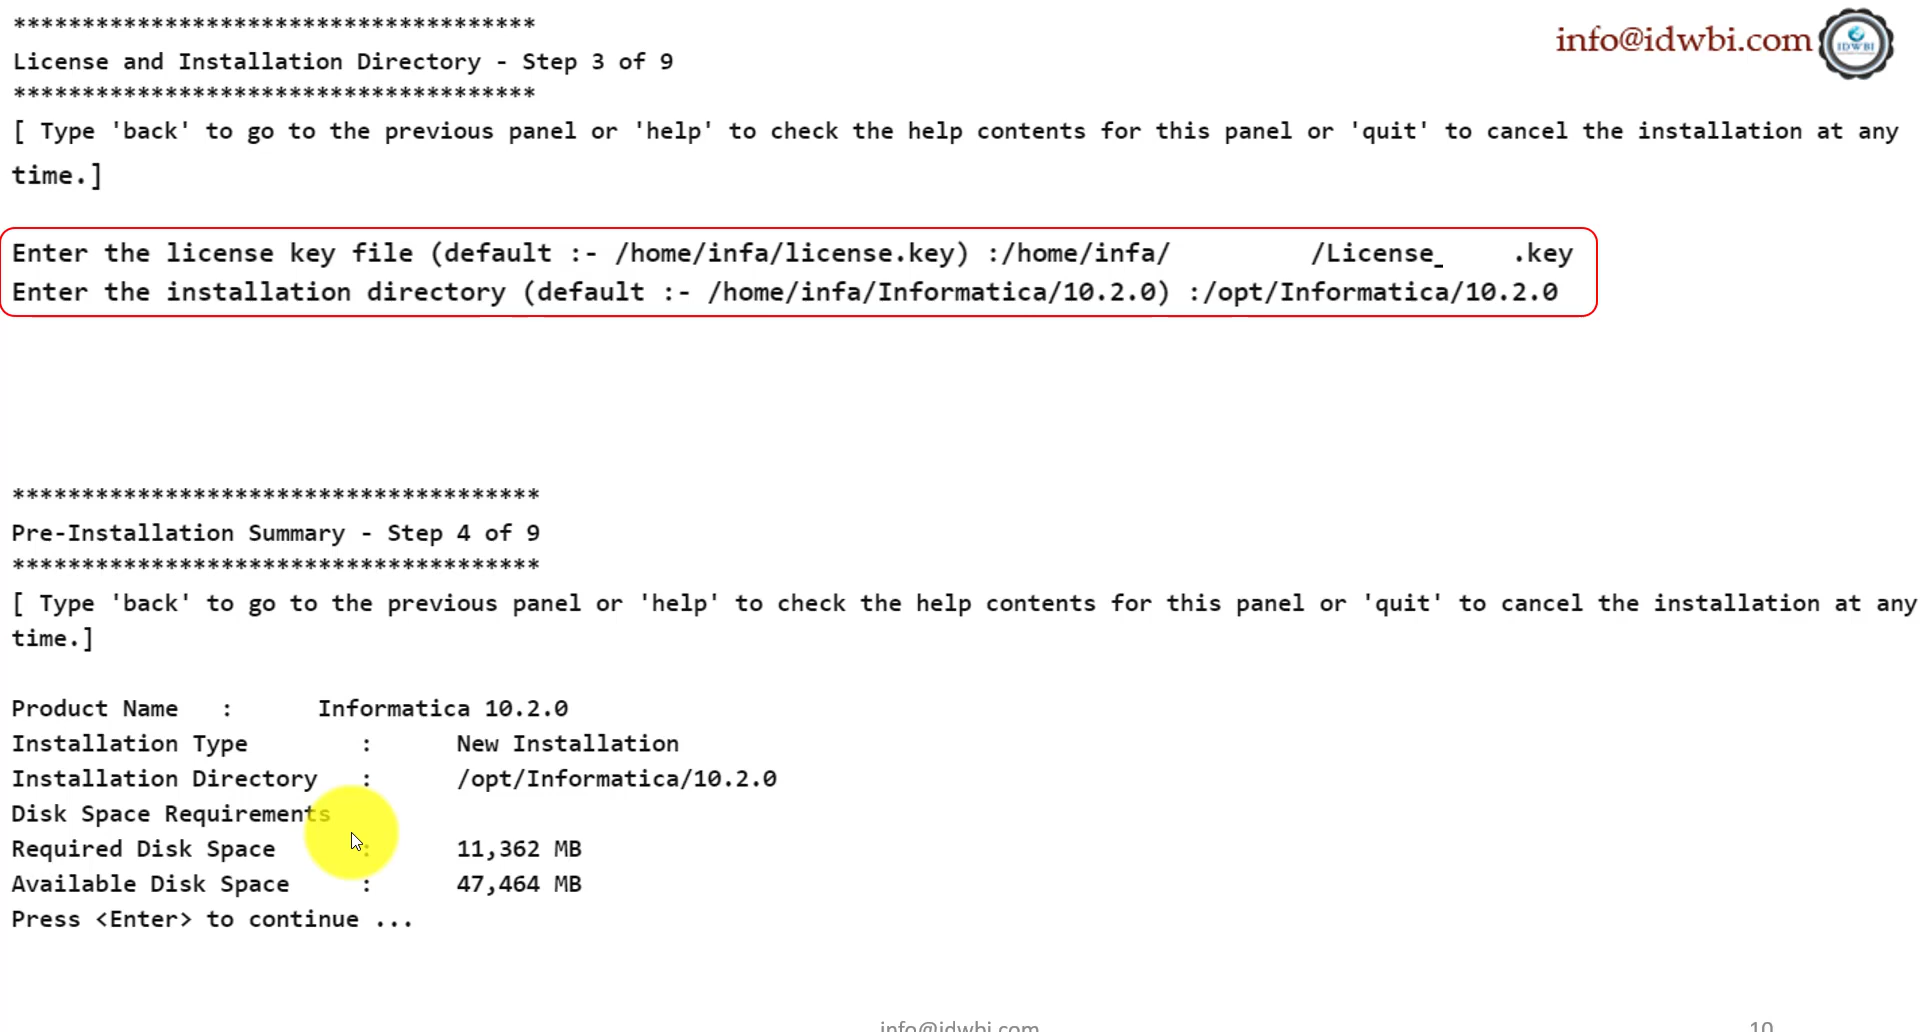 **************************************
info@idwbi.com
IDWBI
License and Installation Directory - Step 3 of 9
**************************************
[ Type 'back' to go to the previous panel or 'help' to check the help contents for this panel or 'quit' to cancel the installation at any
time.]
Enter the license key file (default :- /home/infa/license.key) :/home/infa/ /License_ .key
Enter the installation directory (default :- /home/infa/Informatica/10.2.0) :/opt/Informatica/10.2.0
**************************************
Pre-Installation Summary - Step 4 of 9
**************************************
[ Type 'back' to go to the previous panel or 'help' to check the help contents for this panel or 'quit' to cancel the installation at any
time.]
Product Name : Informatica 10.2.0
Installation Type : New Installation
Installation Directory : /opt/Informatica/10.2.0
Disk Space Requirements
Required Disk Space : 11,362 MB
Available Disk Space : 47,464 MB
Press <Enter> to continue ...
info@idwbi.com
10